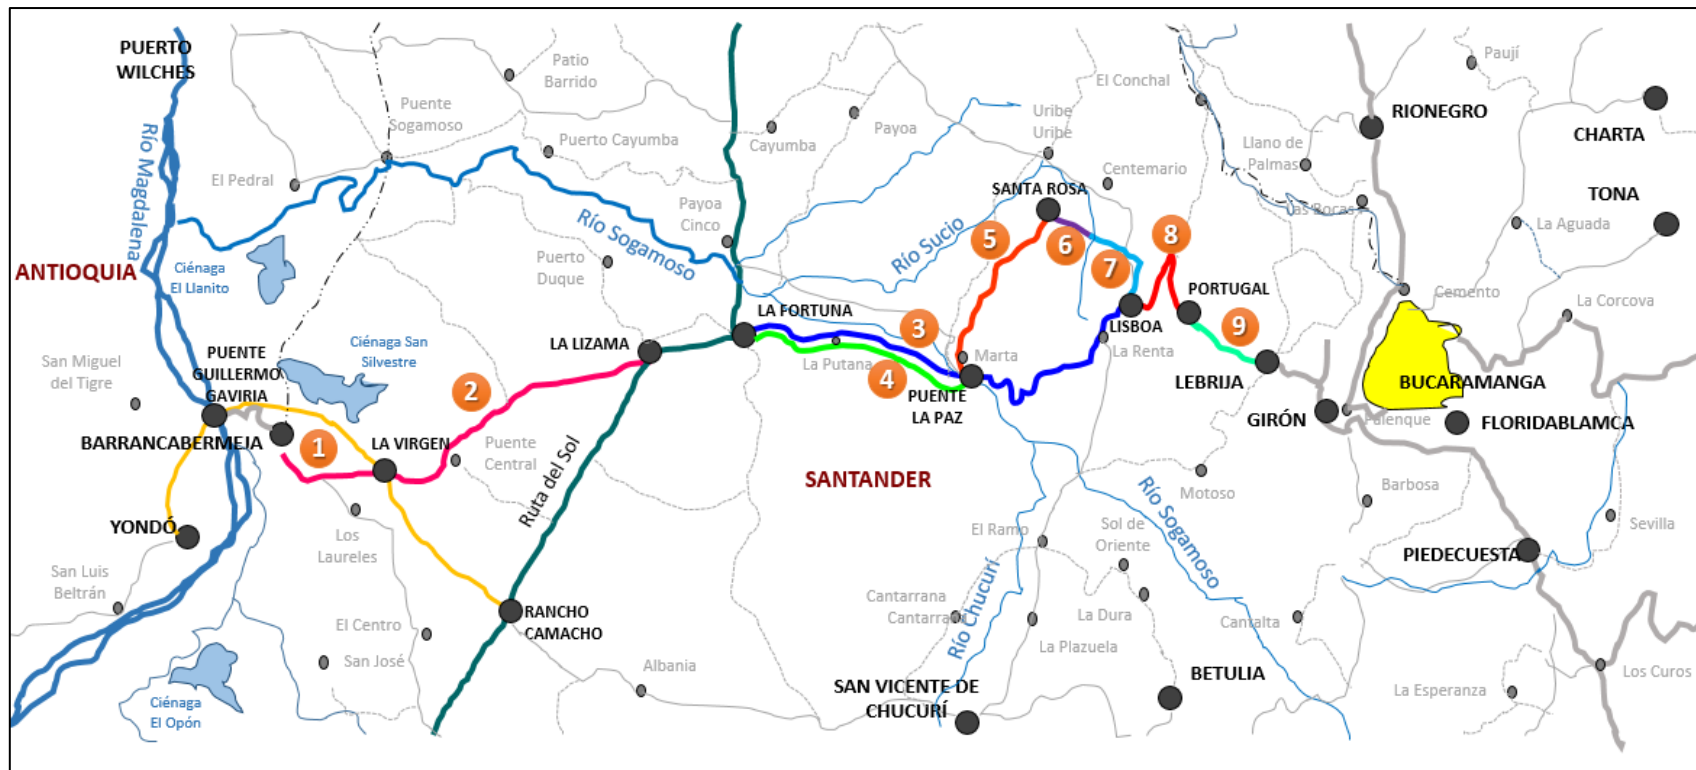 PUERTO
WILCHES
Río Magdalena
ANTIOQUIA
El Pedral
Puente
Sogamoso
Patio
Barrido
Puerto Cayumba
Cayumba
Payoa
Payoa
Cinco
Puerto
Duque
Río Sogamoso
Ciénaga
El Llanito
Ciénaga San
Silvestre
San Miguel
del Tigre
PUENTE
GUILLERMO
GAVIRIA
BARRANCABERMEJA
1
LA VIRGEN
2
Puente
Central
LA LIZAMA
LA FORTUNA
La Putana
3
4
Marta
PUENTE
LA PAZ
Río Sucio
5
SANTA ROSA
6
7
8
Uribe
Uribe
El Conchal
Centemario
LISBOA
La Renta
PORTUGAL
9
LEBRIJA
Llano de
Palmas
Las Bocas
RIONEGRO
Paují
CHARTA
TONA
La Aguada
Cemento
La Corcova
BUCARAMANGA
GIRÓN
Palenque
FLORIDABLAMCA
YONDÓ
San Luis
Beltrán
Los
Laureles
El Centro
San José
Ciénaga
El Opón
Ruta del Sol
RANCHO
CAMACHO
Albania
SANTANDER
El Ramo
Sol de
Oriente
Cantarrana
Cantarra
Río Chucurí
La Plazuela
La Dura
Río Sogamoso
Motoso
Barbosa
Cantalta
SAN VICENTE DE
CHUCURÍ
BETULIA
PIEDECUESTA
Sevilla
La Esperanza
Los Curos